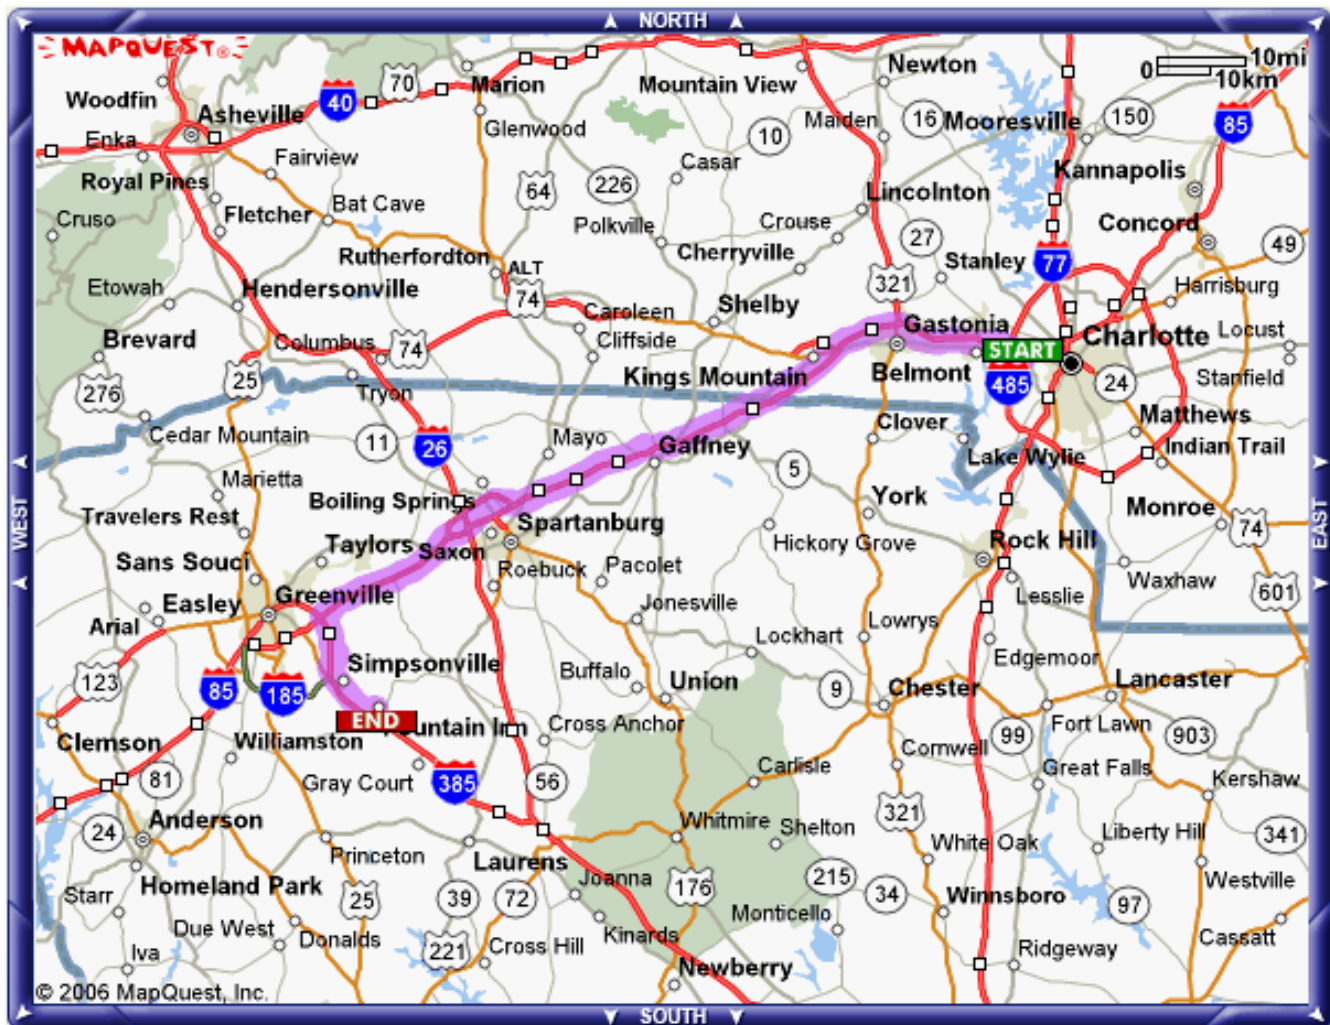 NORTH
MAPQUEST
0 10mi
10km
Woodfin
Asheville
40
70
Marion
Mountain View
Newton
Enka
Glenwood
10
Maiden
16
Mooresville
150
85
Fairview
Royal Pines
64
226
Casar
Kannapolis
Lincolnton
Cruso
Fletcher
Bat Cave
Polkville
Crouse
Concord
Cherryville
27
49
Rutherfordton
ALT
Stanley
77
Etowah
Hendersonville
74
321
Harrisburg
Caroleen
Shelby
Brevard
Columbus
74
Cliffside
Gastonia
START
Charlotte
Locust
276
25
Kings Mountain
Belmont
485
24
Stanfield
Tryon
Cedar Mountain
11
26
Mayo
Gaffney
Clover
Matthews
Lake Wylie
Indian Trail
5
Marietta
Boiling Springs
York
Monroe
WEST
EAST
Travelers Rest
Taylors
Saxon
Spartanburg
Hickory Grove
Rock Hill
74
Sans Souci
Roebuck
Pacolet
Waxhaw
Lesslie
601
Easley
Greenville
Arial
Jonesville
Lowrys
Lockhart
Edgemoor
Simpsonville
123
85
185
Buffalo
Union
9
Chester
Lancaster
END
Mountain Inn
Cross Anchor
Fort Lawn
Clemson
Williamston
Cornwell
99
903
81
Gray Court
385
56
Carlisle
Great Falls
Kershaw
24
Anderson
Whitmire
Shelton
321
White Oak
Liberty Hill
341
Princeton
Laurens
Homeland Park
Joanna
176
215
34
Winnsboro
97
Westville
Starr
25
39
72
Monticello
Due West
Donalds
221
Cross Hill
Kinards
Cassatt
Iva
Newberry
Ridgeway
© 2006 MapQuest, Inc.
SOUTH